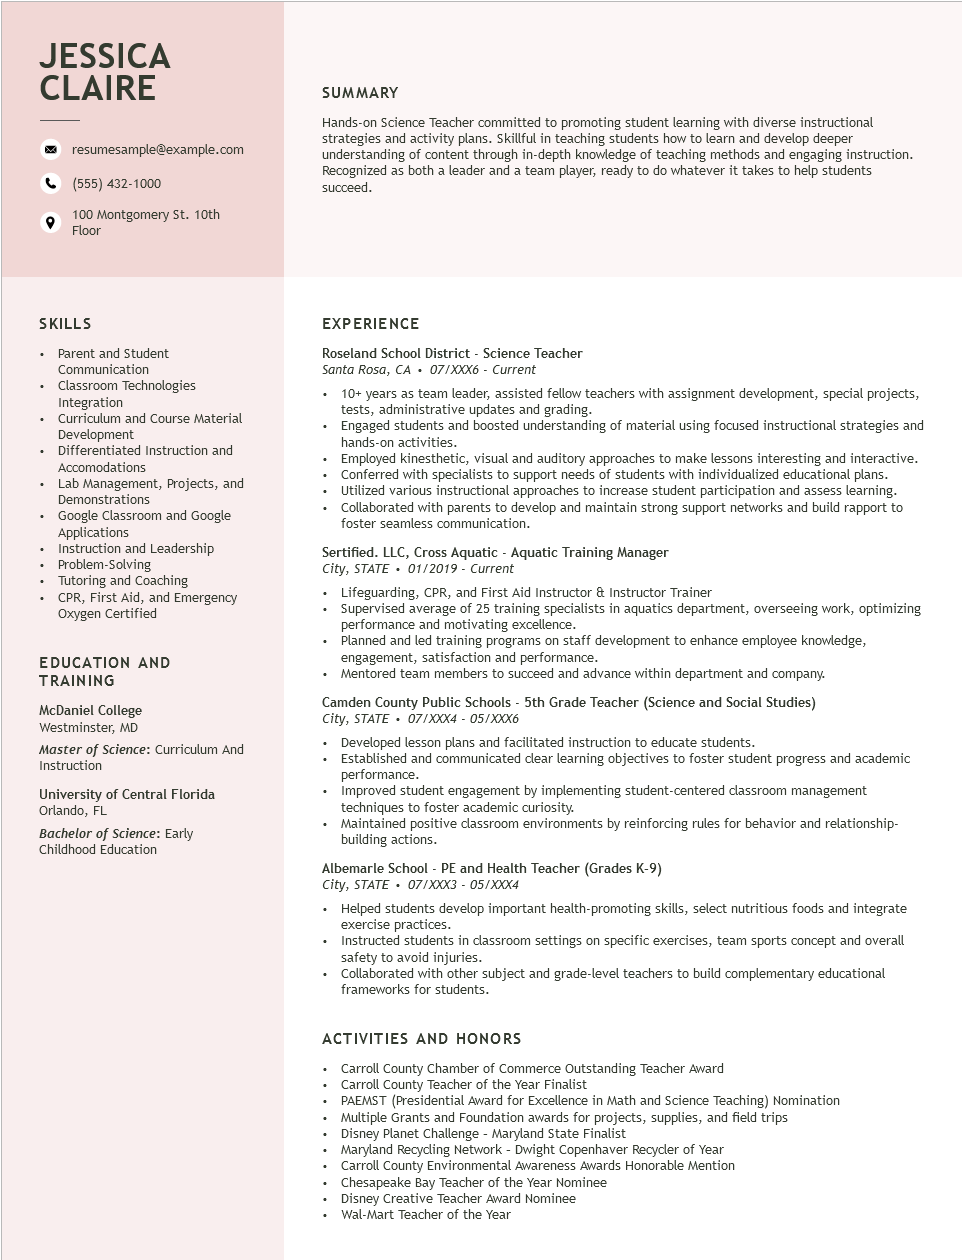 JESSICA
CLAIRE
resumesample@example.com
(555) 432-1000
100 Montgomery St. 10th
Floor
SUMMARY
Hands-on Science Teacher committed to promoting student learning with diverse instructional
strategies and activity plans. Skillful in teaching students how to learn and develop deeper
understanding of content through in-depth knowledge of teaching methods and engaging instruction.
Recognized as both a leader and a team player, ready to do whatever it takes to help students
succeed.
SKILLS
• Parent and Student
Communication
• Classroom Technologies
Integration
• Curriculum and Course Material
Development
• Differentiated Instruction and
Accomodations
• Lab Management, Projects, and
Demonstrations
• Google Classroom and Google
Applications
• Instruction and Leadership
• Problem-Solving
• Tutoring and Coaching
• CPR, First Aid, and Emergency
Oxygen Certified
EDUCATION AND
TRAINING
McDaniel College
Westminster, MD
Master of Science: Curriculum And
Instruction
University of Central Florida
Orlando, FL
Bachelor of Science: Early
Childhood Education
EXPERIENCE
Roseland School District - Science Teacher
Santa Rosa, CA • 07/XXX6 - Current
• 10+ years as team leader, assisted fellow teachers with assignment development, special projects,
tests, administrative updates and grading.
• Engaged students and boosted understanding of material using focused instructional strategies and
hands-on activities.
• Employed kinesthetic, visual and auditory approaches to make lessons interesting and interactive.
• Conferred with specialists to support needs of students with individualized educational plans.
• Utilized various instructional approaches to increase student participation and assess learning.
• Collaborated with parents to develop and maintain strong support networks and build rapport to
foster seamless communication.
Sertified. LLC, Cross Aquatic - Aquatic Training Manager
City, STATE • 01/2019 - Current
• Lifeguarding, CPR, and First Aid Instructor & Instructor Trainer
• Supervised average of 25 training specialists in aquatics department, overseeing work, optimizing
performance and motivating excellence.
• Planned and led training programs on staff development to enhance employee knowledge,
engagement, satisfaction and performance.
• Mentored team members to succeed and advance within department and company.
Camden County Public Schools - 5th Grade Teacher (Science and Social Studies)
City, STATE • 07/XXX4 - 05/XXX6
• Developed lesson plans and facilitated instruction to educate students.
• Established and communicated clear learning objectives to foster student progress and academic
performance.
• Improved student engagement by implementing student-centered classroom management
techniques to foster academic curiosity.
• Maintained positive classroom environments by reinforcing rules for behavior and relationship-
building actions.
Albemarle School - PE and Health Teacher (Grades K-9)
City, STATE • 07/XXX3 - 05/XXX4
• Helped students develop important health-promoting skills, select nutritious foods and integrate
exercise practices.
• Instructed students in classroom settings on specific exercises, team sports concept and overall
safety to avoid injuries.
• Collaborated with other subject and grade-level teachers to build complementary educational
frameworks for students.
ACTIVITIES AND HONORS
• Carroll County Chamber of Commerce Outstanding Teacher Award
• Carroll County Teacher of the Year Finalist
• PAEMST (Presidential Award for Excellence in Math and Science Teaching) Nomination
• Multiple Grants and Foundation awards for projects, supplies, and field trips
• Disney Planet Challenge – Maryland State Finalist
• Maryland Recycling Network – Dwight Copenhaver Recycler of Year
• Carroll County Environmental Awareness Awards Honorable Mention
• Chesapeake Bay Teacher of the Year Nominee
• Disney Creative Teacher Award Nominee
• Wal-Mart Teacher of the Year